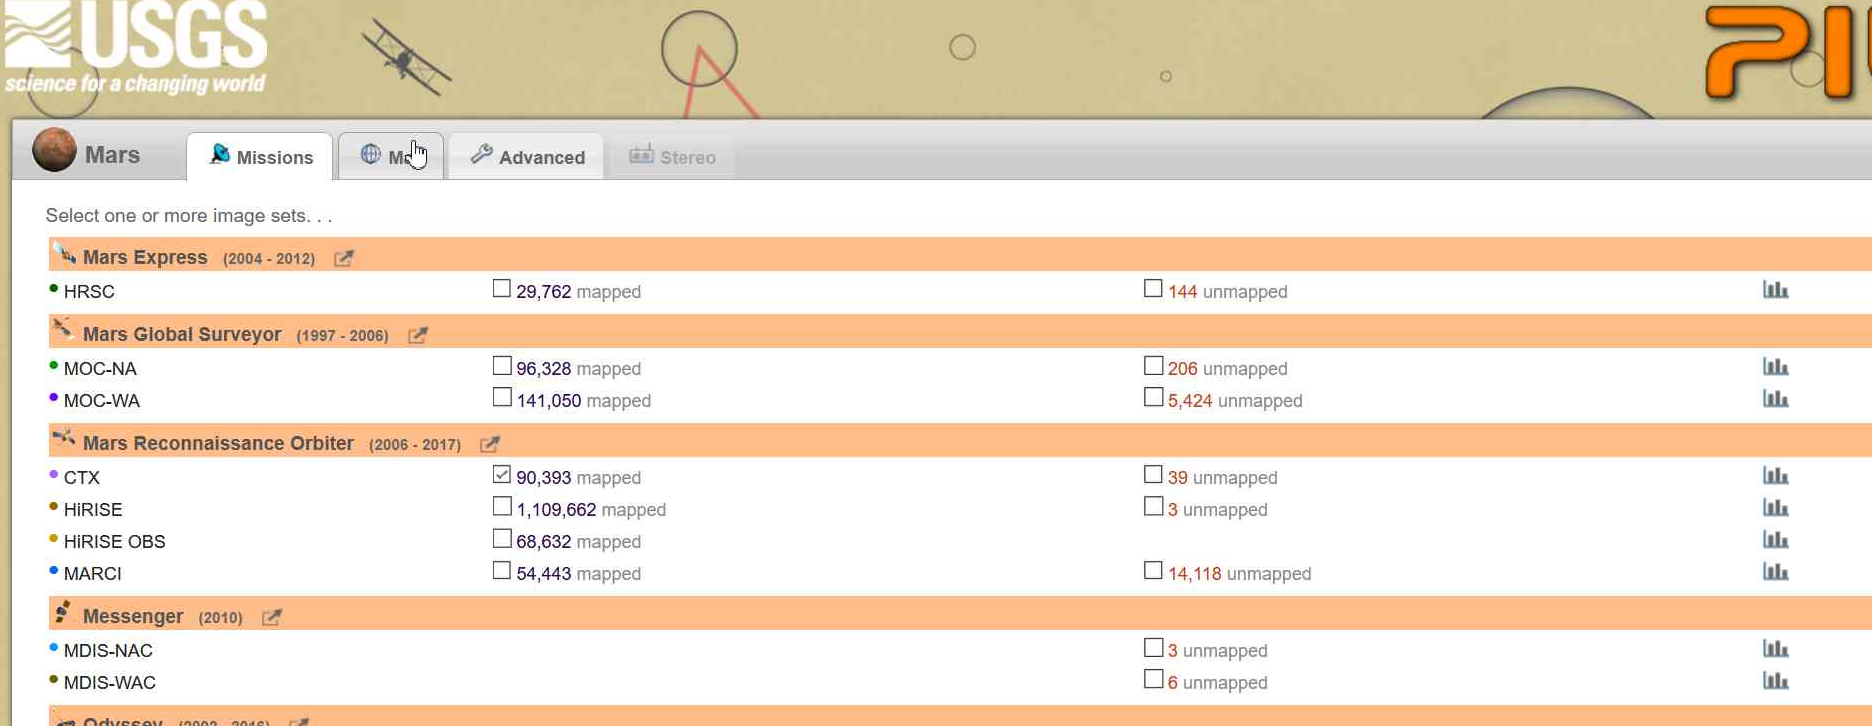 USGS
science for a changing world
Mars
Missions
Advanced
Stereo
Select one or more image sets. . .
Mars Express (2004 - 2012)
HRSC 29,762 mapped 144 unmapped
Mars Global Surveyor (1997 - 2006)
MOC-NA 96,328 mapped 206 unmapped
MOC-WA 141,050 mapped 5,424 unmapped
Mars Reconnaissance Orbiter (2006 - 2017)
CTX 90,393 mapped 39 unmapped
HiRISE 1,109,662 mapped 3 unmapped
HiRISE OBS 68,632 mapped
MARCI 54,443 mapped 14,118 unmapped
Messenger (2010)
MDIS-NAC 3 unmapped
MDIS-WAC 6 unmapped
Odyssey (2002 - 2016)